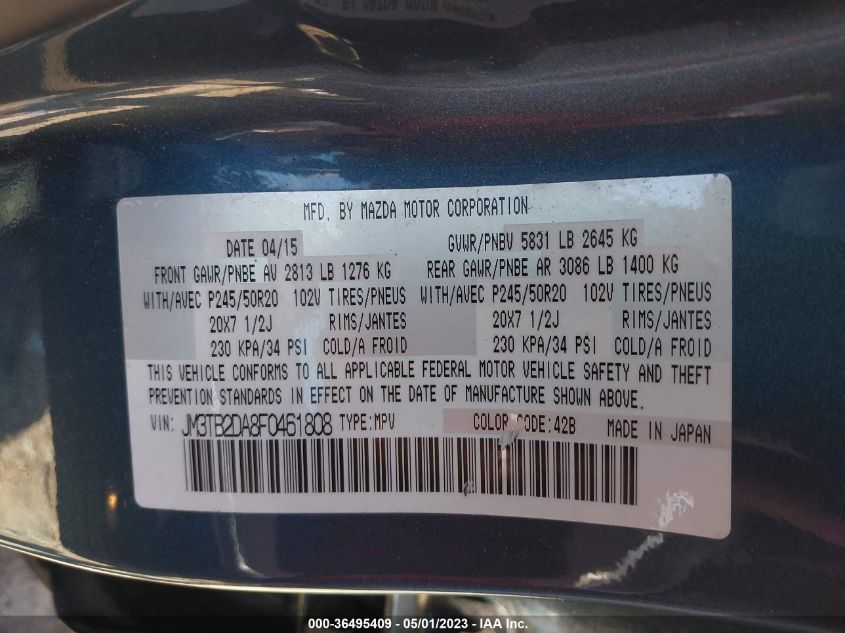 MFD. BY MAZDA MOTOR CORPORATION
DATE 04/15 GVWR/PNBV 5831 LB 2645 KG
FRONT GAWR/PNBE AV 2813 LB 1276 KG REAR GAWR/PNBE AR 3086 LB 1400 KG
WITH/AVEC P245/50R20 102V TIRES/PNEUS WITH/AVEC P245/50R20 102V TIRES/PNEUS
20X7 1/2J RIMS/JANTES 20X7 1/2J RIMS/JANTES
230 KPA/34 PSI COLD/A FROID 230 KPA/34 PSI COLD/A FROID
THIS VEHICLE CONFORMS TO ALL APPLICABLE FEDERAL MOTOR VEHICLE SAFETY AND THEFT
PREVENTION STANDARDS IN EFFECT ON THE DATE OF MANUFACTURE SHOWN ABOVE.
VIN: JM3TB2DA8F0461808 TYPE:MPV COLOR CODE:42B MADE IN JAPAN
000-36495409 - 05/01/2023 - IAA Inc.